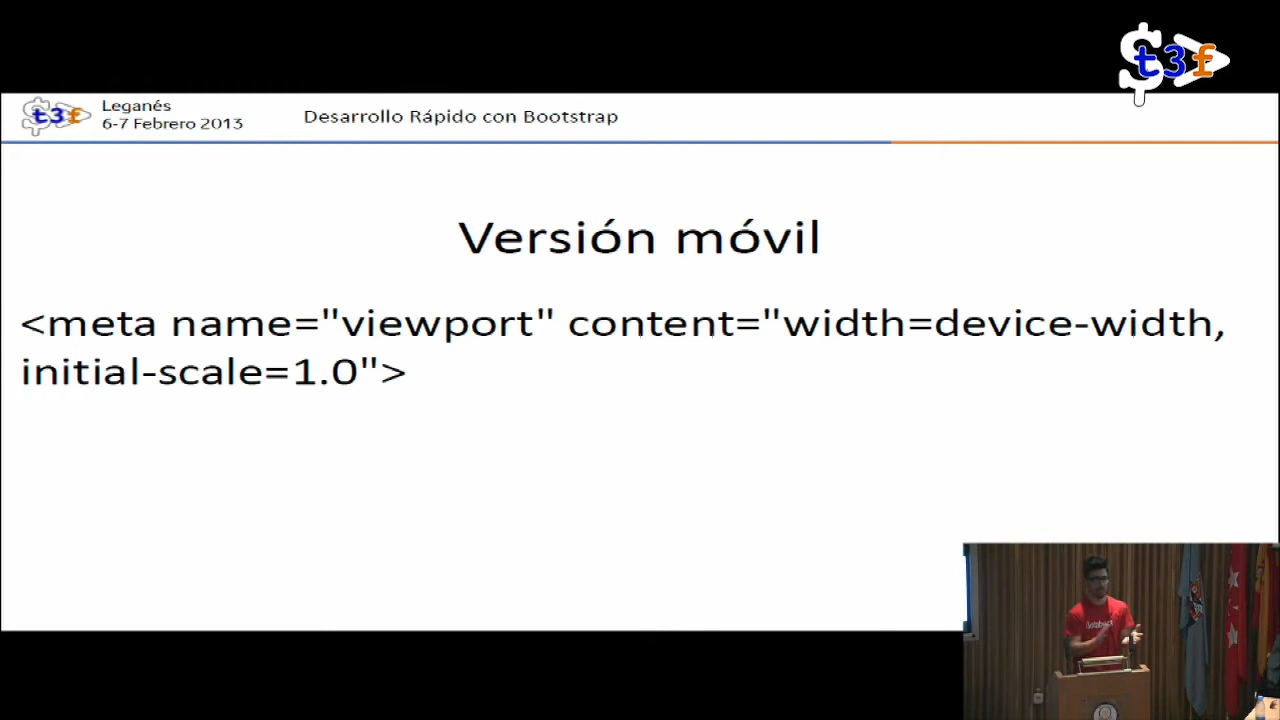 $t3f
Leganés
6-7 Febrero 2013
Desarrollo Rápido con Bootstrap
$t3f
Versión móvil
<meta name="viewport" content="width=device-width,
initial-scale=1.0">